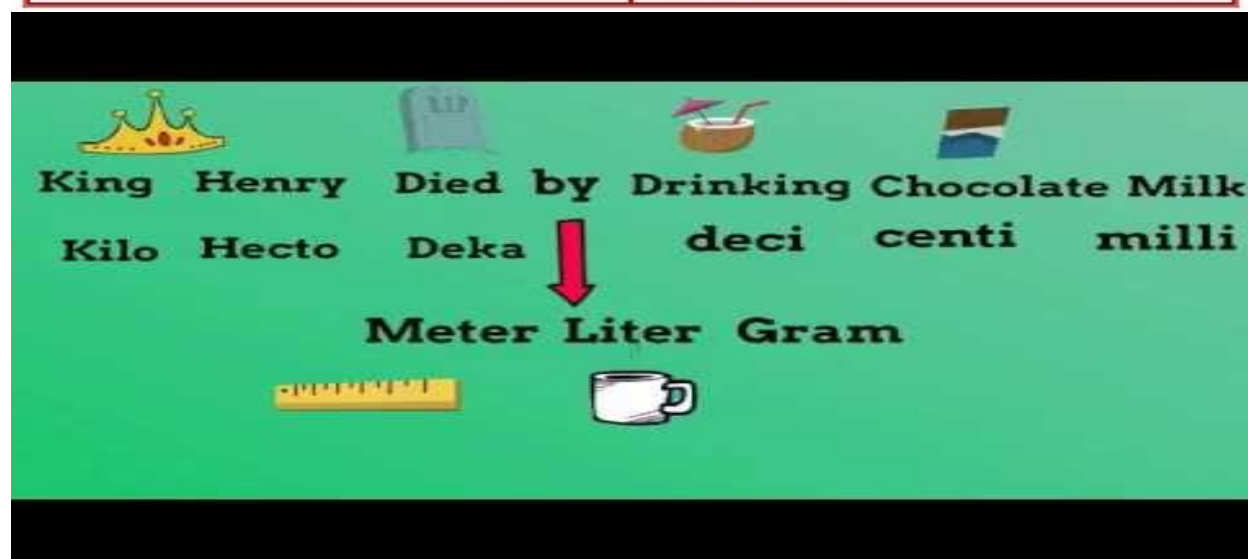 King Henry Died by Drinking Chocolate Milk
Kilo Hecto Deka deci centi milli
Meter Liter Gram